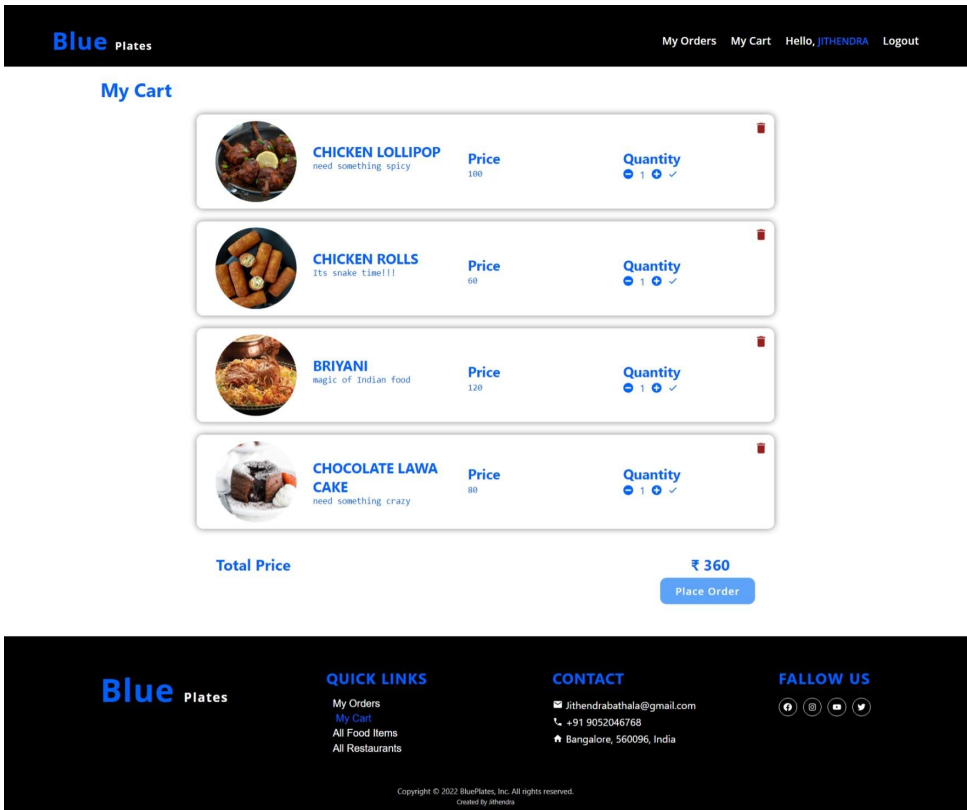 Blue Plates
My Orders My Cart Hello, JITHENDRA Logout
My Cart
CHICKEN LOLLIPOP
need something spicy
Price
100
Quantity
1
CHICKEN ROLLS
Its snake time!!!
Price
60
Quantity
1
BRIYANI
magic of Indian food
Price
120
Quantity
1
CHOCOLATE LAWA
CAKE
need something crazy
Price
80
Quantity
1
Total Price
₹ 360
Place Order
Blue Plates
QUICK LINKS
My Orders
My Cart
All Food Items
All Restaurants
CONTACT
Jithendrabathala@gmail.com
+91 9052046768
Bangalore, 560096, India
FALLOW US
Copyright © 2022 BluePlates, Inc. All rights reserved.
Created By Jithendra